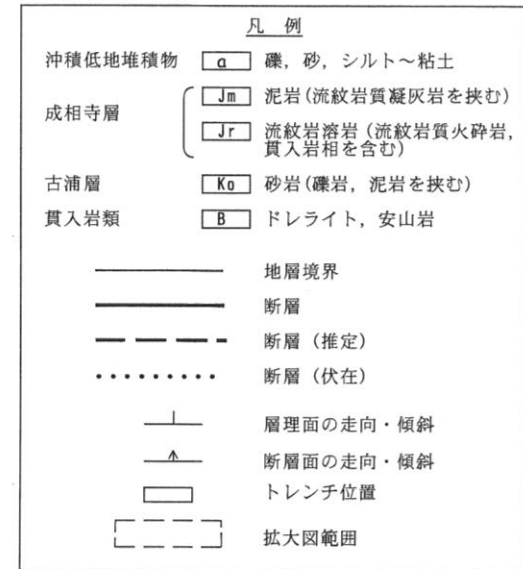 凡例
沖積低地堆積物 a 礫，砂，シルト～粘土
成相寺層
Jm 泥岩(流紋岩質凝灰岩を挟む)
Jr 流紋岩溶岩(流紋岩質火砕岩，
貫入岩相を含む)
古浦層 Ko 砂岩(礫岩，泥岩を挟む)
貫入岩類 B ドレライト，安山岩
地層境界
断層
断層(推定)
断層(伏在)
層理面の走向・傾斜
断層面の走向・傾斜
トレンチ位置
拡大図範囲